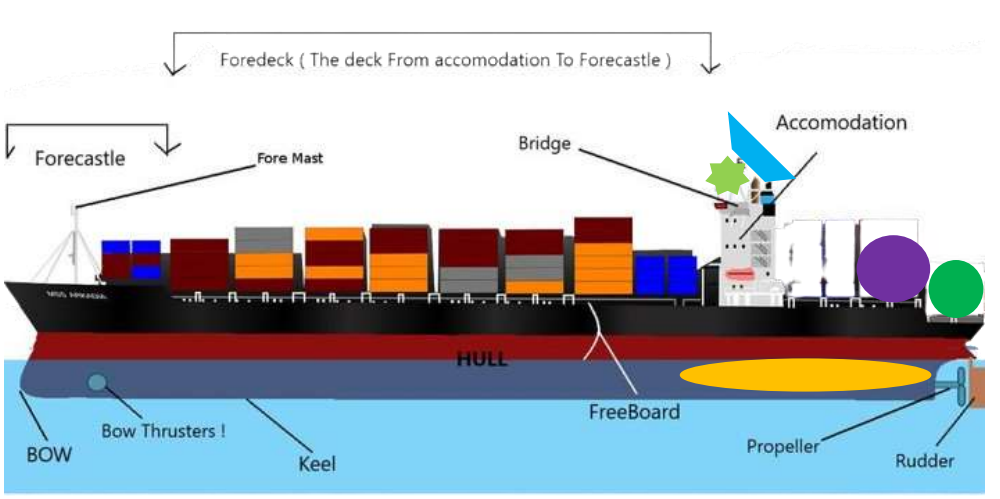 Foredeck ( The deck From accomodation To Forecastle )
Accomodation
Bridge
Forecastle
Fore Mast
HULL
FreeBoard
Bow Thrusters !
BOW
Keel
Propeller
Rudder